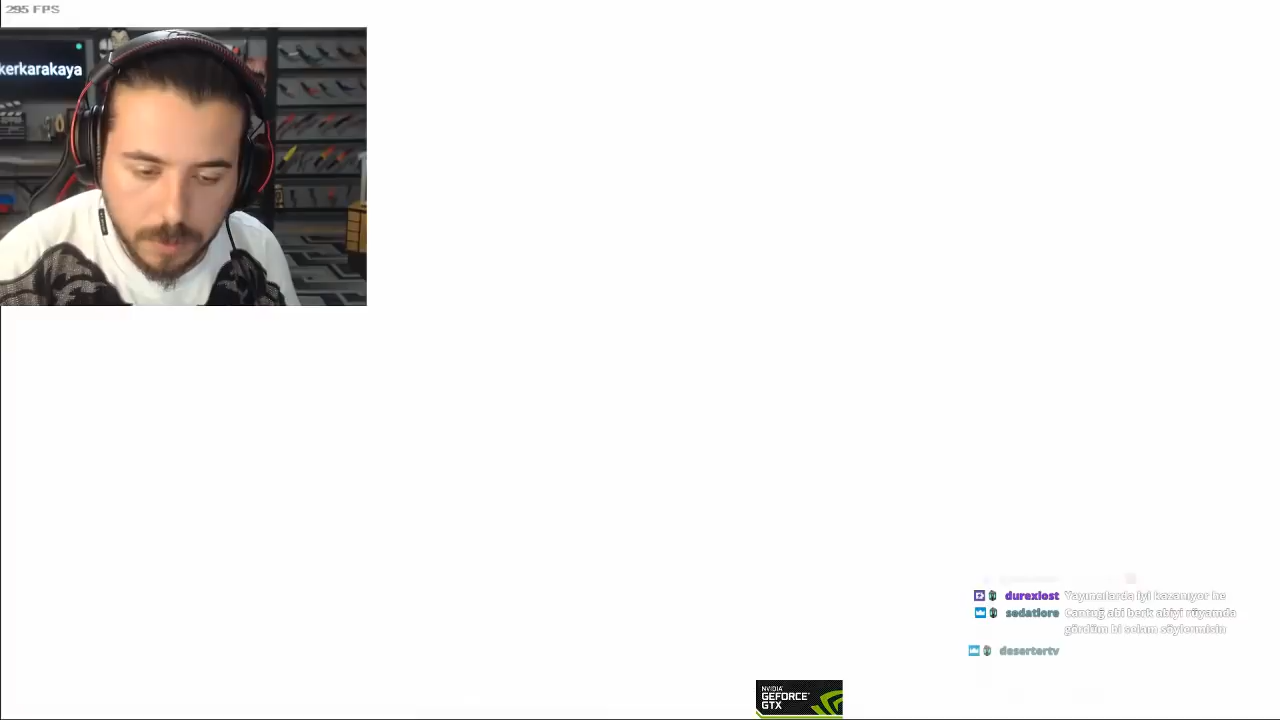 295 FPS
kerkarakaya
durexlost Yayıncılarda iyi kazanıyor he
sedatlore Cantuğ abi berk abiyi rüyamda
gördüm bi selam söylermisin
desertertv
NVIDIA
GEFORCE
GTX